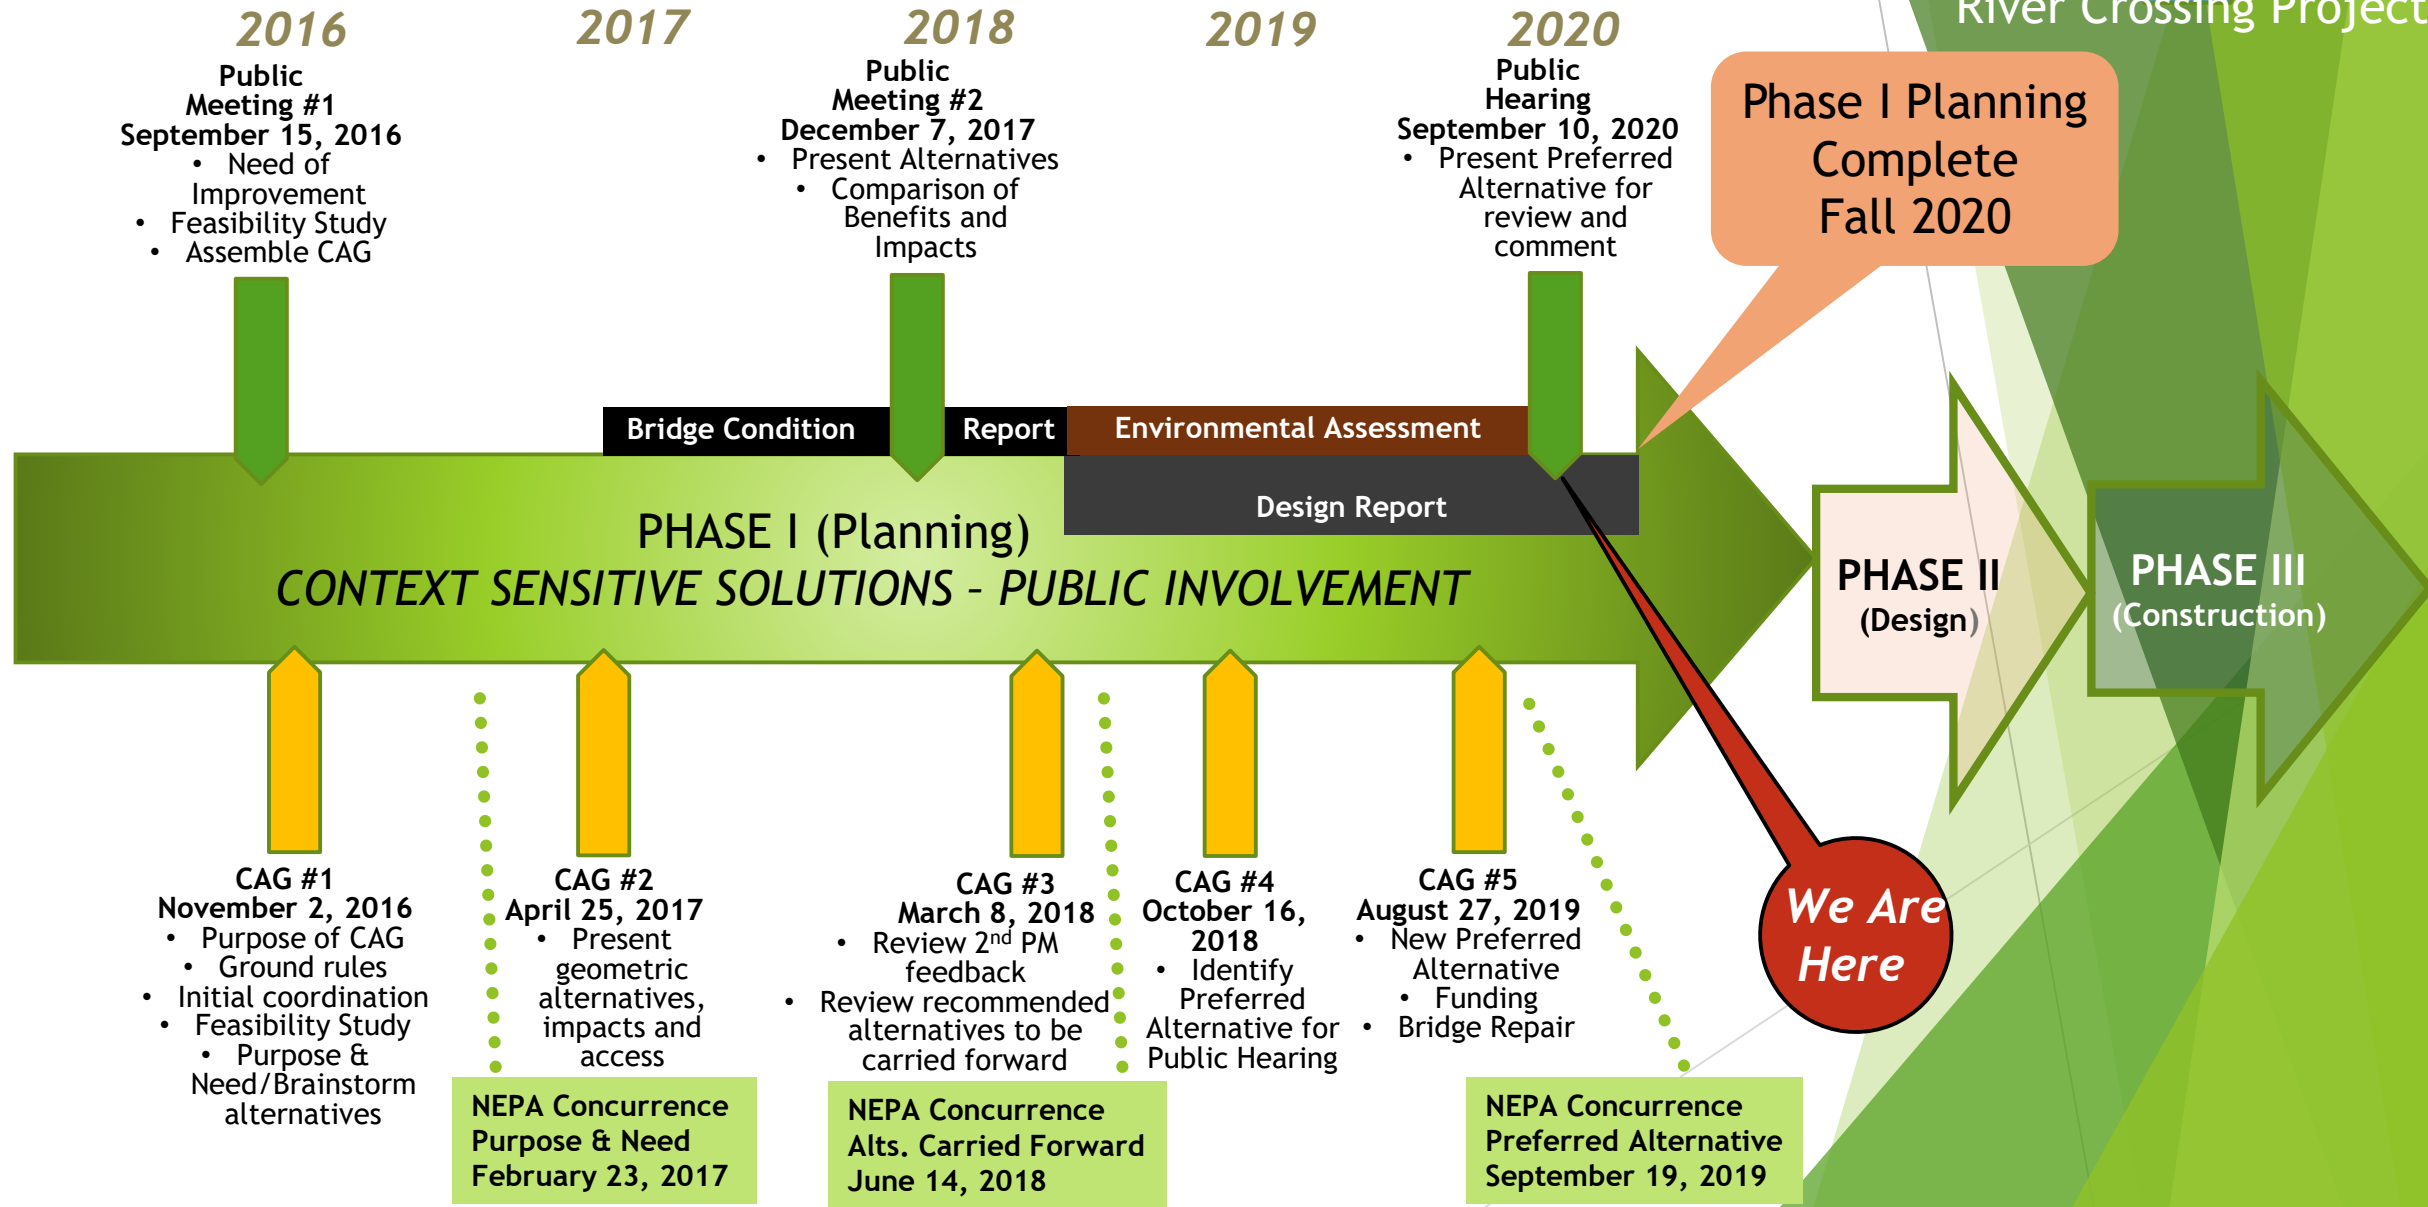 River Crossing Project
2016
2017
2018
2019
2020
Public
Meeting #1
September 15, 2016
• Need of
Improvement
• Feasibility Study
• Assemble CAG
Public
Meeting #2
December 7, 2017
• Present Alternatives
• Comparison of
Benefits and
Impacts
Public
Hearing
September 10, 2020
• Present Preferred
Alternative for
review and
comment
Phase I Planning
Complete
Fall 2020
Bridge Condition Report
Environmental Assessment
Design Report
PHASE I (Planning)
CONTEXT SENSITIVE SOLUTIONS – PUBLIC INVOLVEMENT
PHASE II
(Design)
PHASE III
(Construction)
CAG #1
November 2, 2016
• Purpose of CAG
• Ground rules
• Initial coordination
• Feasibility Study
• Purpose &
Need/Brainstorm
alternatives
CAG #2
April 25, 2017
• Present
geometric
alternatives,
impacts and
access
CAG #3
March 8, 2018
• Review 2nd PM
feedback
• Review recommended
alternatives to be
carried forward
CAG #4
October 16,
2018
• Identify
Preferred
Alternative for
Public Hearing
CAG #5
August 27, 2019
• New Preferred
Alternative
• Funding
• Bridge Repair
We Are
Here
NEPA Concurrence
Purpose & Need
February 23, 2017
NEPA Concurrence
Alts. Carried Forward
June 14, 2018
NEPA Concurrence
Preferred Alternative
September 19, 2019